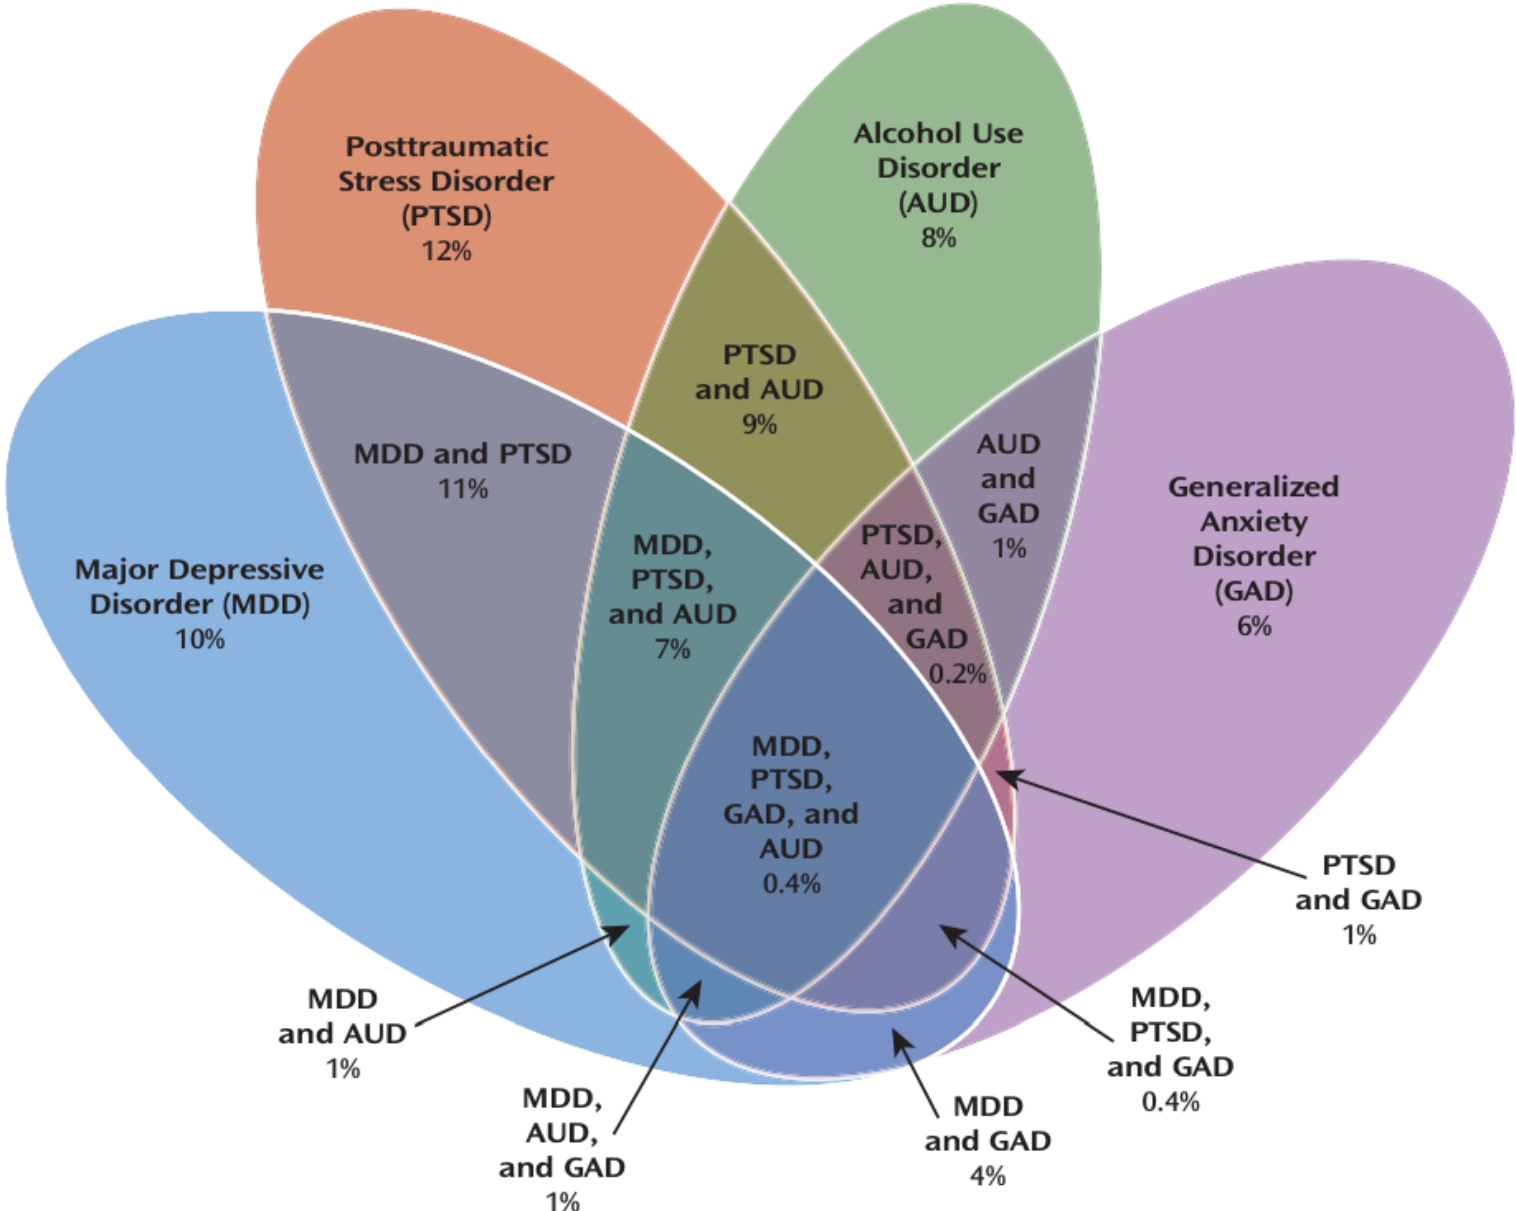 Posttraumatic
Stress Disorder
(PTSD)
12%
Alcohol Use
Disorder
(AUD)
8%
PTSD
and AUD
9%
MDD and PTSD
11%
AUD
and
GAD
1%
Generalized
Anxiety
Disorder
(GAD)
6%
Major Depressive
Disorder (MDD)
10%
MDD,
PTSD,
and AUD
7%
PTSD,
AUD,
and
GAD
0.2%
MDD,
PTSD,
GAD, and
AUD
0.4%
PTSD
and GAD
1%
MDD
and AUD
1%
MDD,
PTSD,
and GAD
0.4%
MDD,
AUD,
and GAD
1%
MDD
and GAD
4%